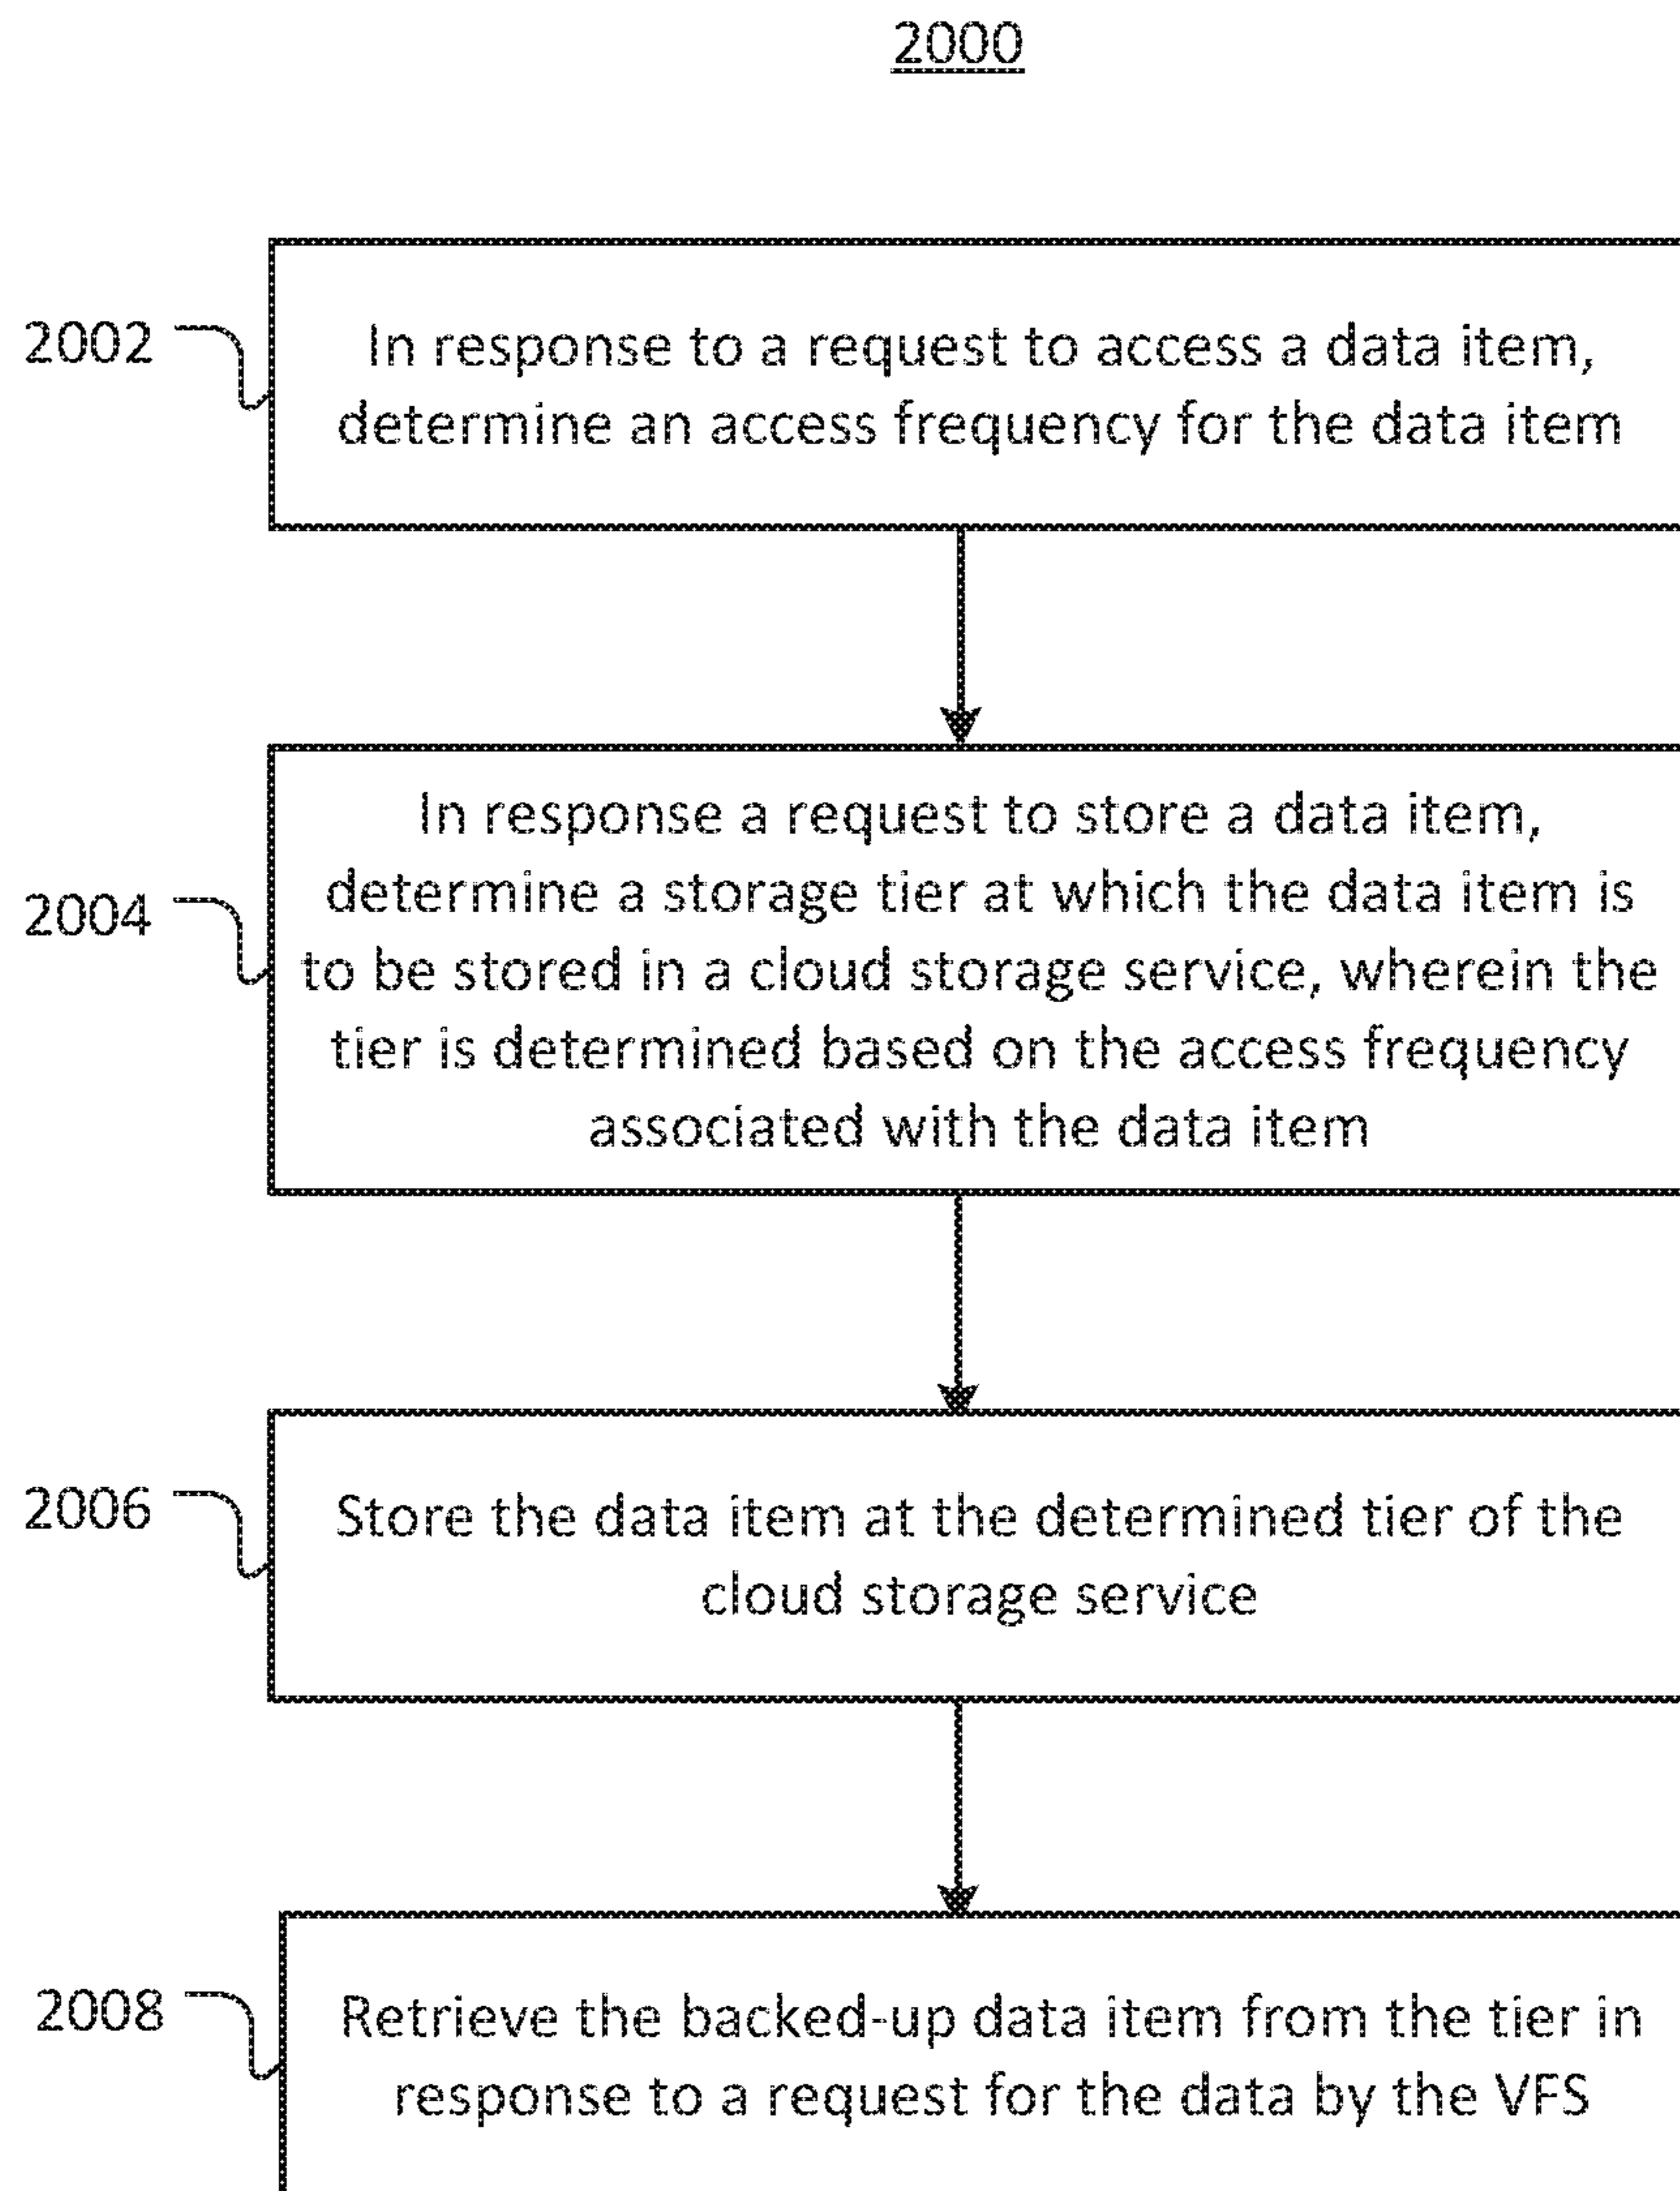 2000
2002
In response to a request to access a data item,
determine an access frequency for the data item
2004
In response a request to store a data item,
determine a storage tier at which the data item is
to be stored in a cloud storage service, wherein the
tier is determined based on the access frequency
associated with the data item
2006
Store the data item at the determined tier of the
cloud storage service
2008
Retrieve the backed-up data item from the tier in
response to a request for the data by the VFS